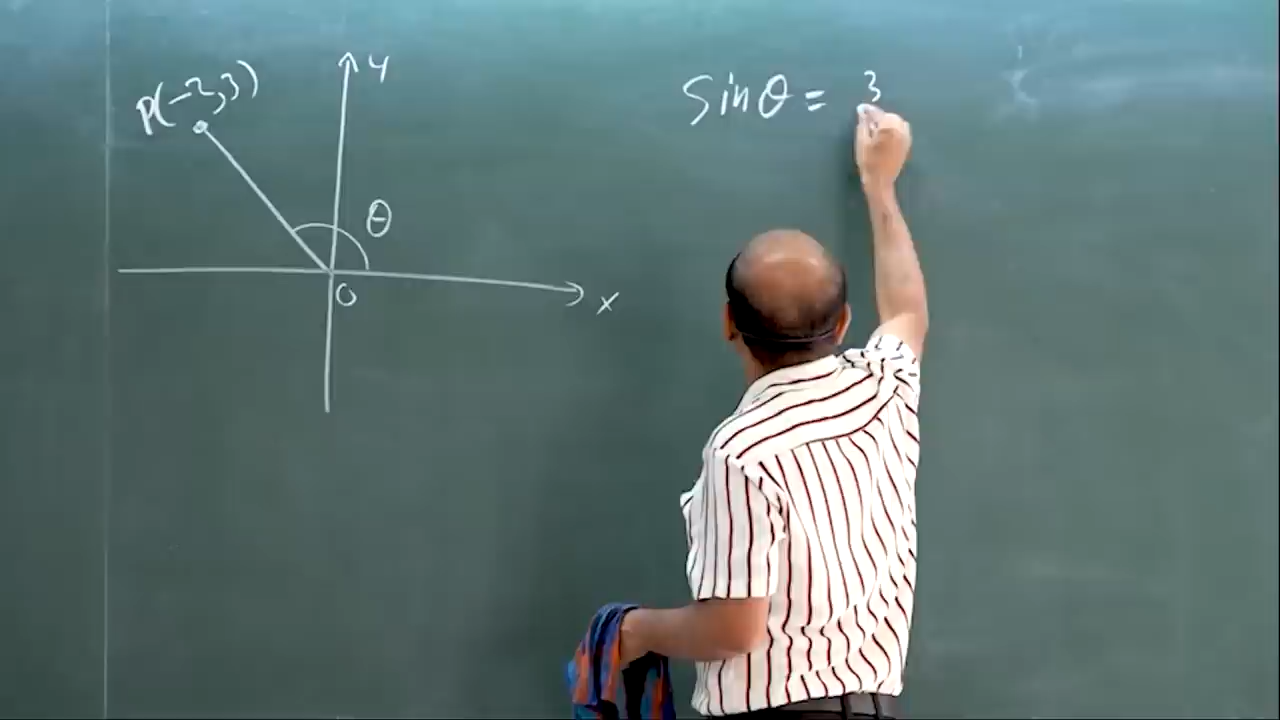 P(-2,3)
y
θ
O
x
Sinθ = 3